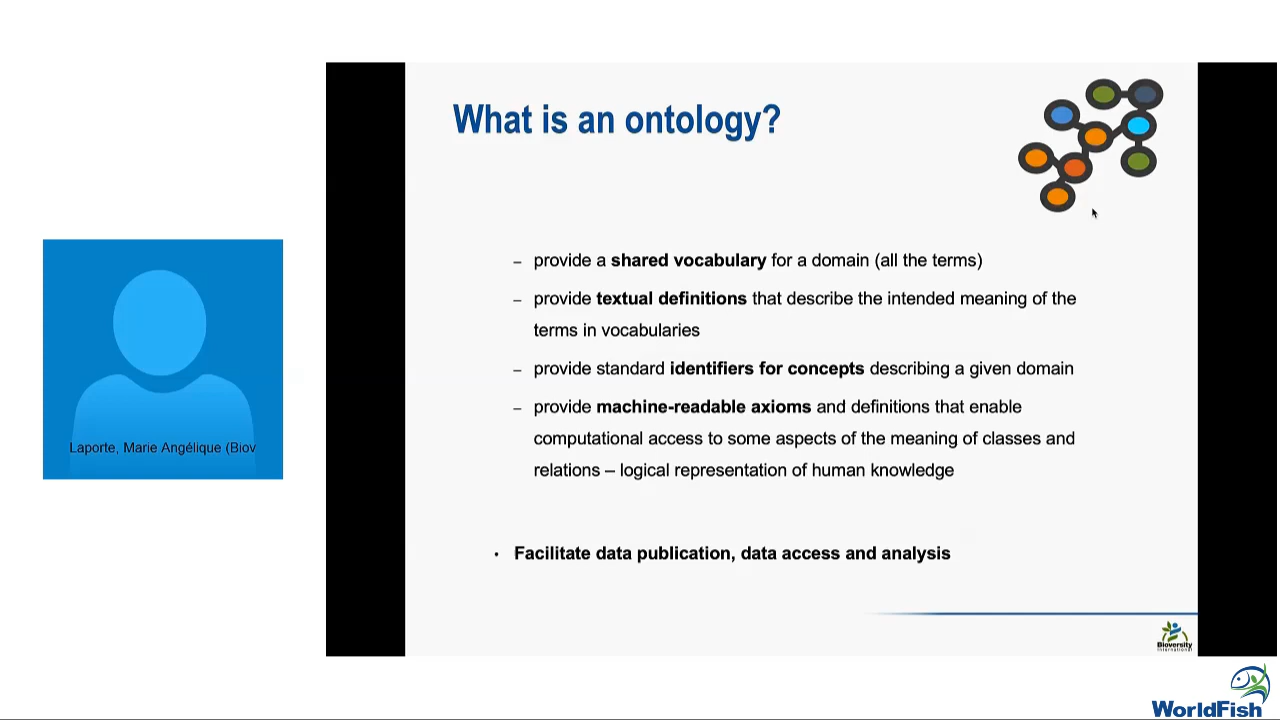 What is an ontology?
– provide a shared vocabulary for a domain (all the terms)
– provide textual definitions that describe the intended meaning of the
terms in vocabularies
– provide standard identifiers for concepts describing a given domain
– provide machine-readable axioms and definitions that enable
computational access to some aspects of the meaning of classes and
relations – logical representation of human knowledge
Laporte, Marie Angélique (Biov
• Facilitate data publication, data access and analysis
Bioversity
International
WorldFish